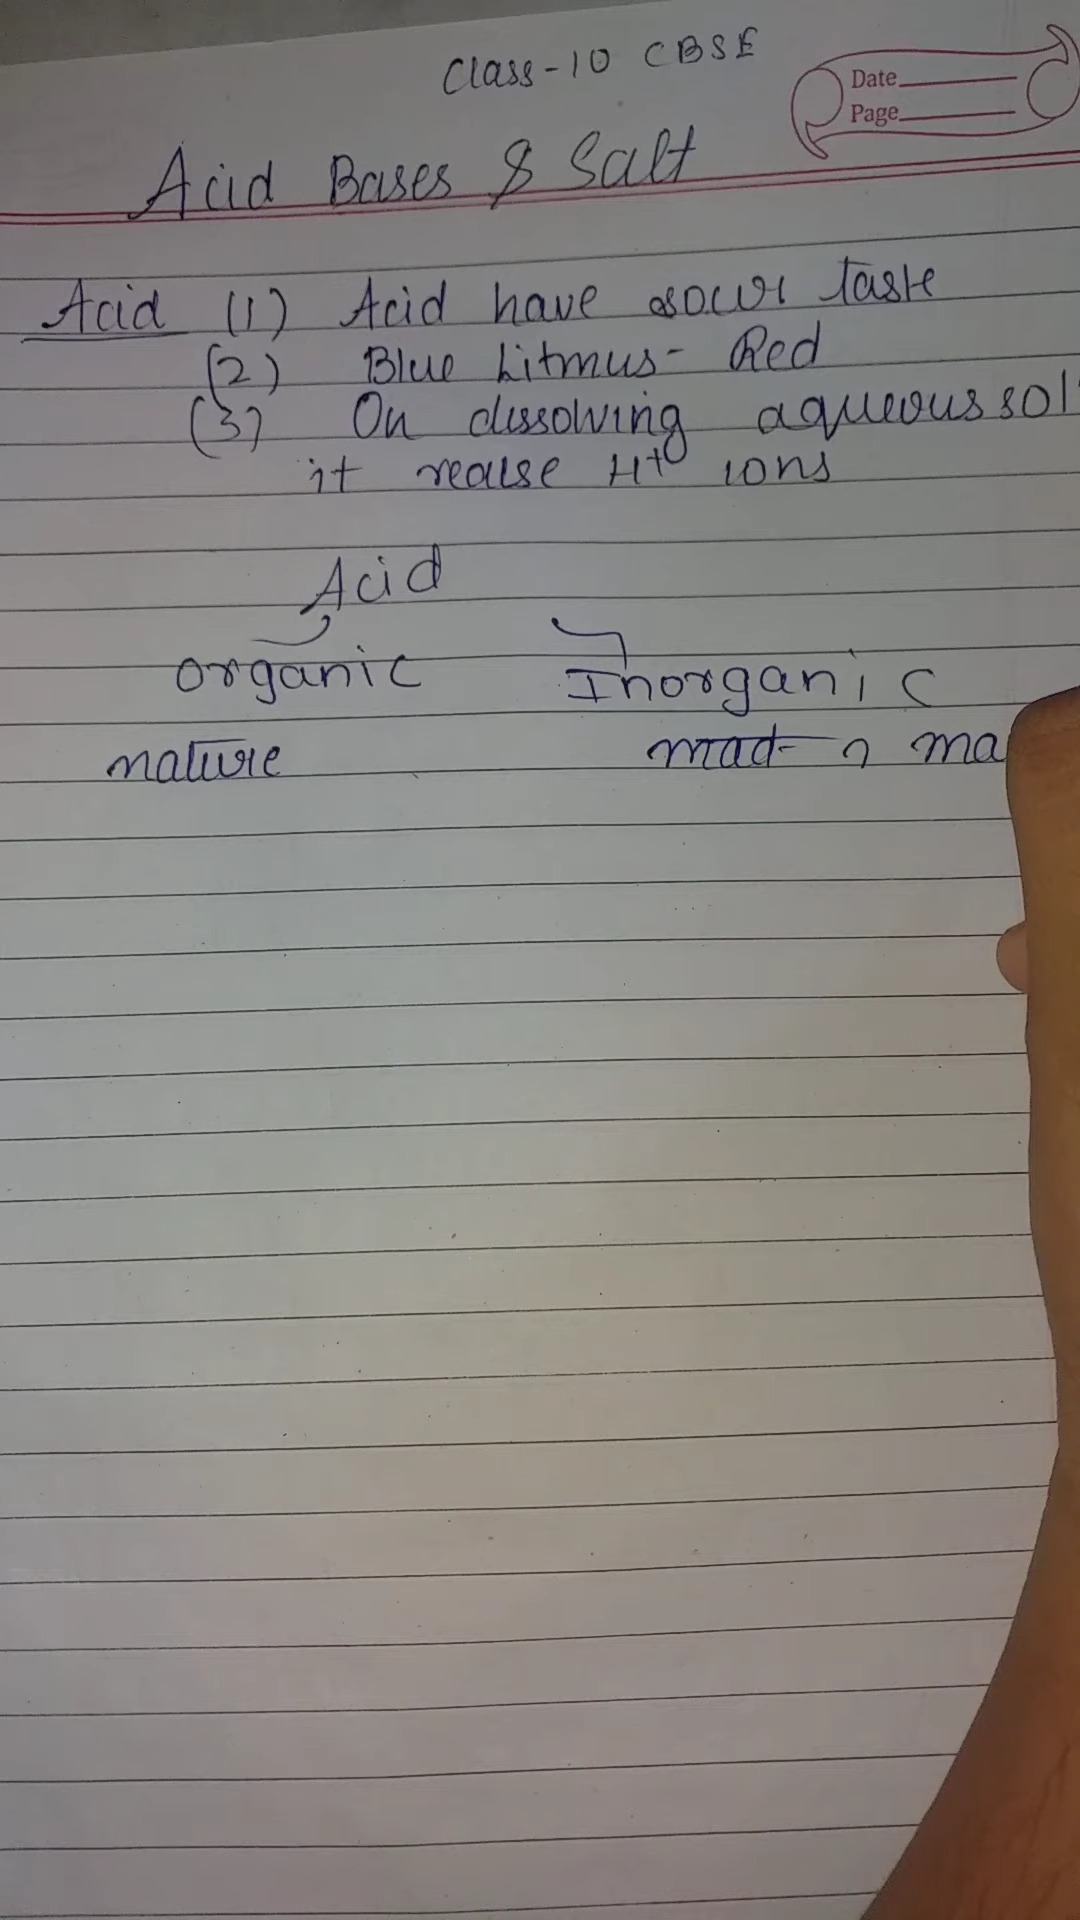 Class-10 CBSE
Date
Page
Acid Bases & Salt
Acid (1) Acid have sour taste
(2) Blue Litmus- Red
(3) On dissolving aqueous sol
it realse H+ ions
Acid
organic Inorganic
nature ma